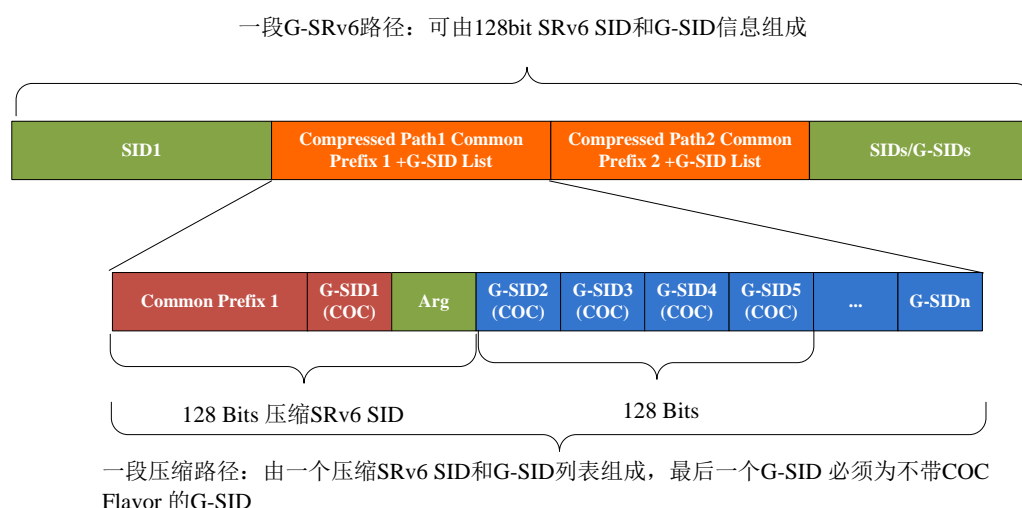 一段G-SRv6路径：可由128bit SRv6 SID和G-SID信息组成
SID1
Compressed Path1 Common
Prefix 1 +G-SID List
Compressed Path2 Common
Prefix 2 +G-SID List
SIDs/G-SIDs
Common Prefix 1
G-SID1
(COC)
Arg
G-SID2
(COC)
G-SID3
(COC)
G-SID4
(COC)
G-SID5
(COC)
...
G-SIDn
128 Bits 压缩SRv6 SID
128 Bits
一段压缩路径：由一个压缩SRv6 SID和G-SID列表组成，最后一个G-SID 必须为不带COC
Flavor 的G-SID